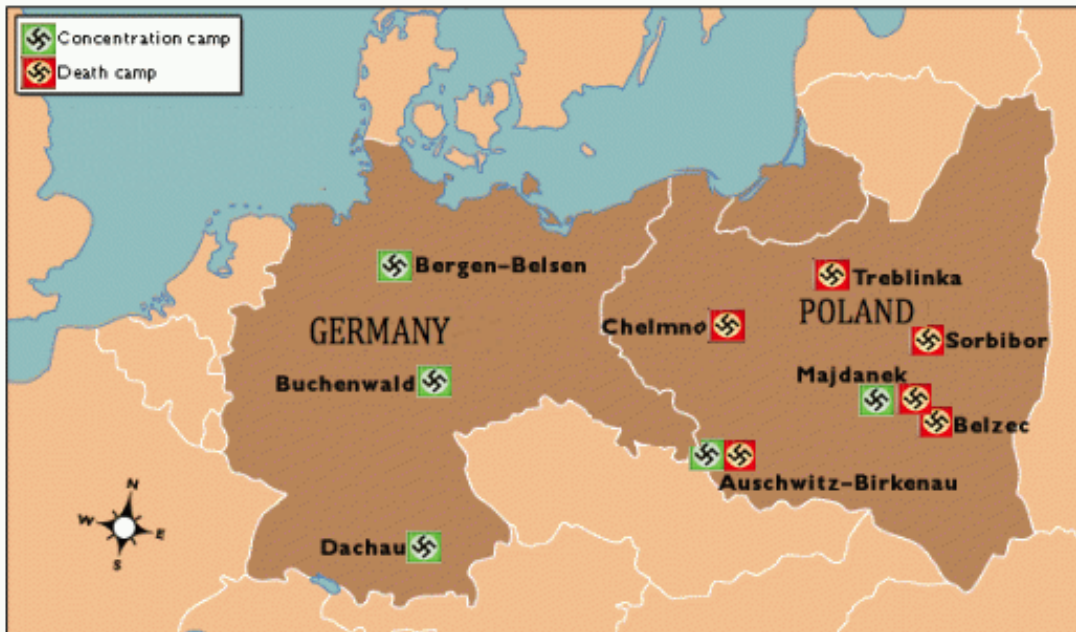 Concentration camp
Death camp
Bergen-Belsen
Treblinka
POLAND
GERMANY
Chelmno
Sorbibor
Majdanek
Buchenwald
Belzec
Auschwitz-Birkenau
N
W
E
S
Dachau